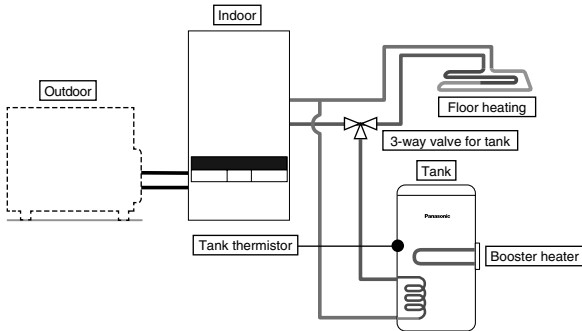 Indoor
Outdoor
Floor heating
3-way valve for tank
Tank
Panasonic
Tank thermistor
Booster heater